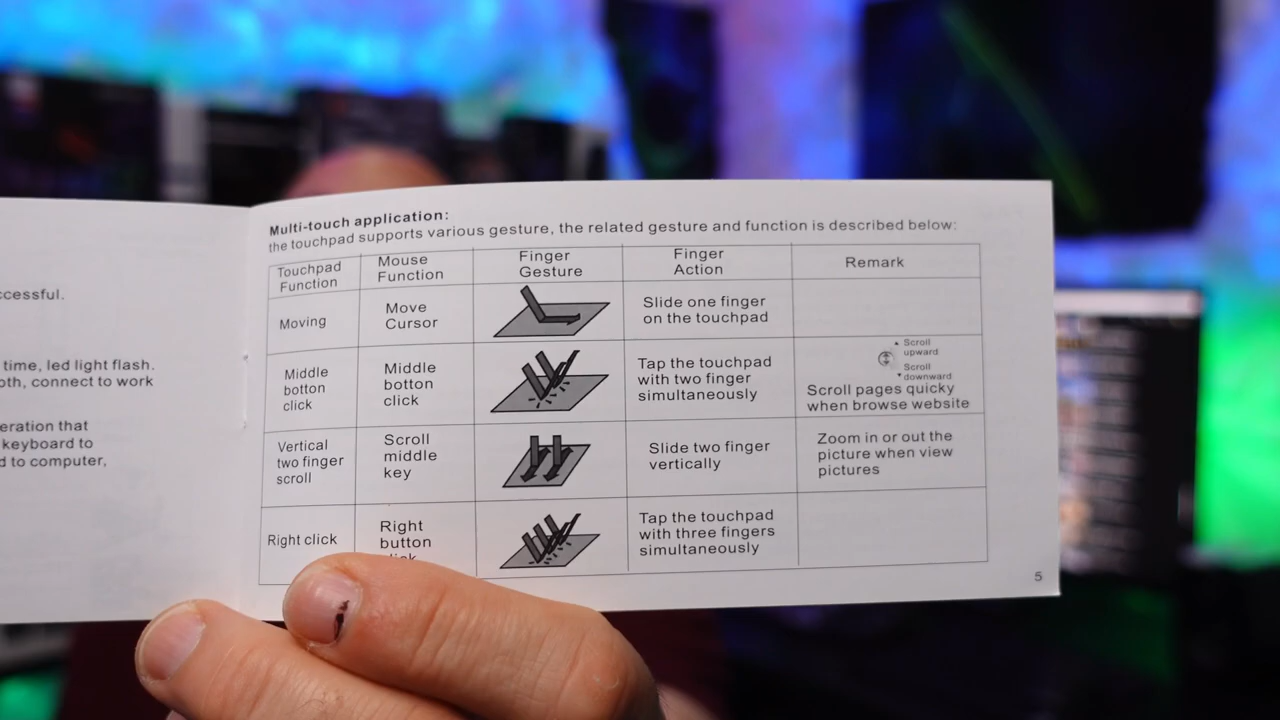 ccessful.
time, led light flash.
oth, connect to work
eration that
keyboard to
d to computer,
Multi-touch application:
the touchpad supports various gesture, the related gesture and function is described below:
Touchpad
Function
Mouse
Function
Finger
Gesture
Finger
Action
Remark
Moving
Move
Cursor
Slide one finger
on the touchpad
Middle
botton
click
Middle
botton
click
Tap the touchpad
with two finger
simultaneously
Scroll
upward
Scroll
downward
Scroll pages quicky
when browse website
Vertical
two finger
scroll
Scroll
middle
key
Slide two finger
vertically
Zoom in or out the
picture when view
pictures
Right click
Right
button
click
Tap the touchpad
with three fingers
simultaneously
5